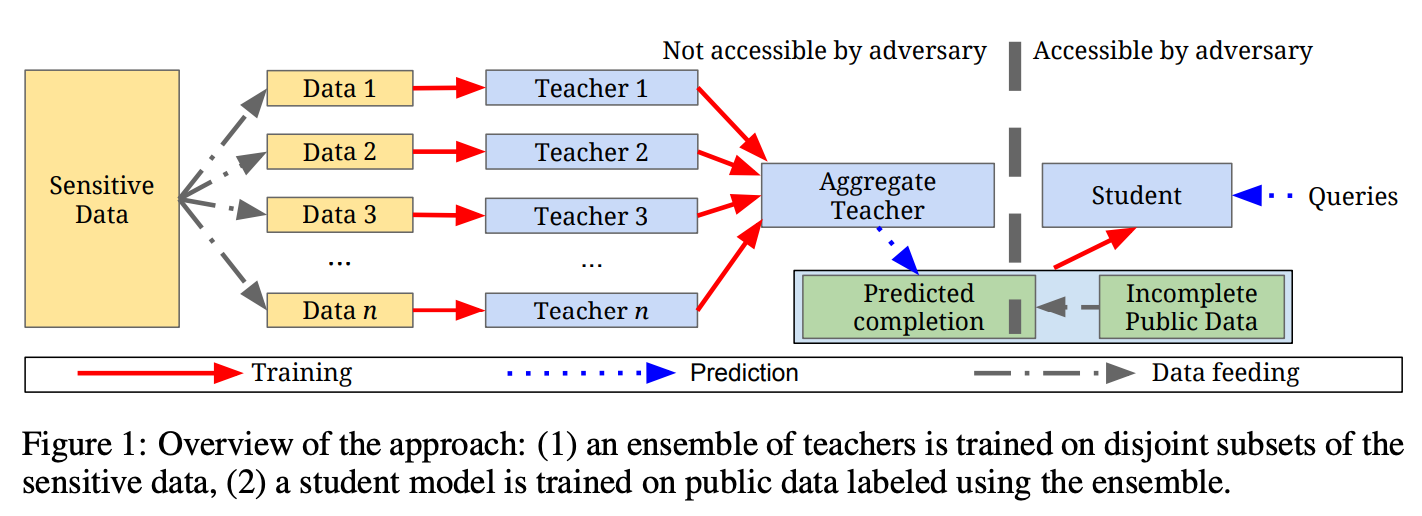 Not accessible by adversary
Accessible by adversary
Sensitive
Data
Data 1
Data 2
Data 3
...
Data n
Teacher 1
Teacher 2
Teacher 3
...
Teacher n
Aggregate
Teacher
Student
Queries
Predicted
completion
Incomplete
Public Data
Training
Prediction
Data feeding
Figure 1: Overview of the approach: (1) an ensemble of teachers is trained on disjoint subsets of the
sensitive data, (2) a student model is trained on public data labeled using the ensemble.